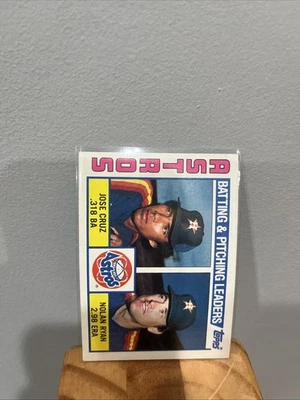 ASTROS
BATTING & PITCHING LEADERS
Topps
JOSE CRUZ
.318 BA
Astros
NOLAN RYAN
2.98 ERA